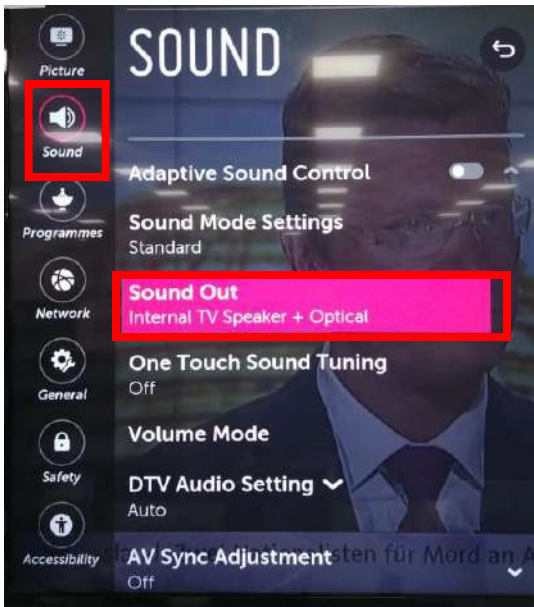 SOUND
Picture
Sound
Programmes
Network
General
Safety
Accessibility
Adaptive Sound Control
Sound Mode Settings
Standard
Sound Out
Internal TV Speaker + Optical
One Touch Sound Tuning
Off
Volume Mode
DTV Audio Setting
Auto
AV Sync Adjustment
Off
isten für Mord an A